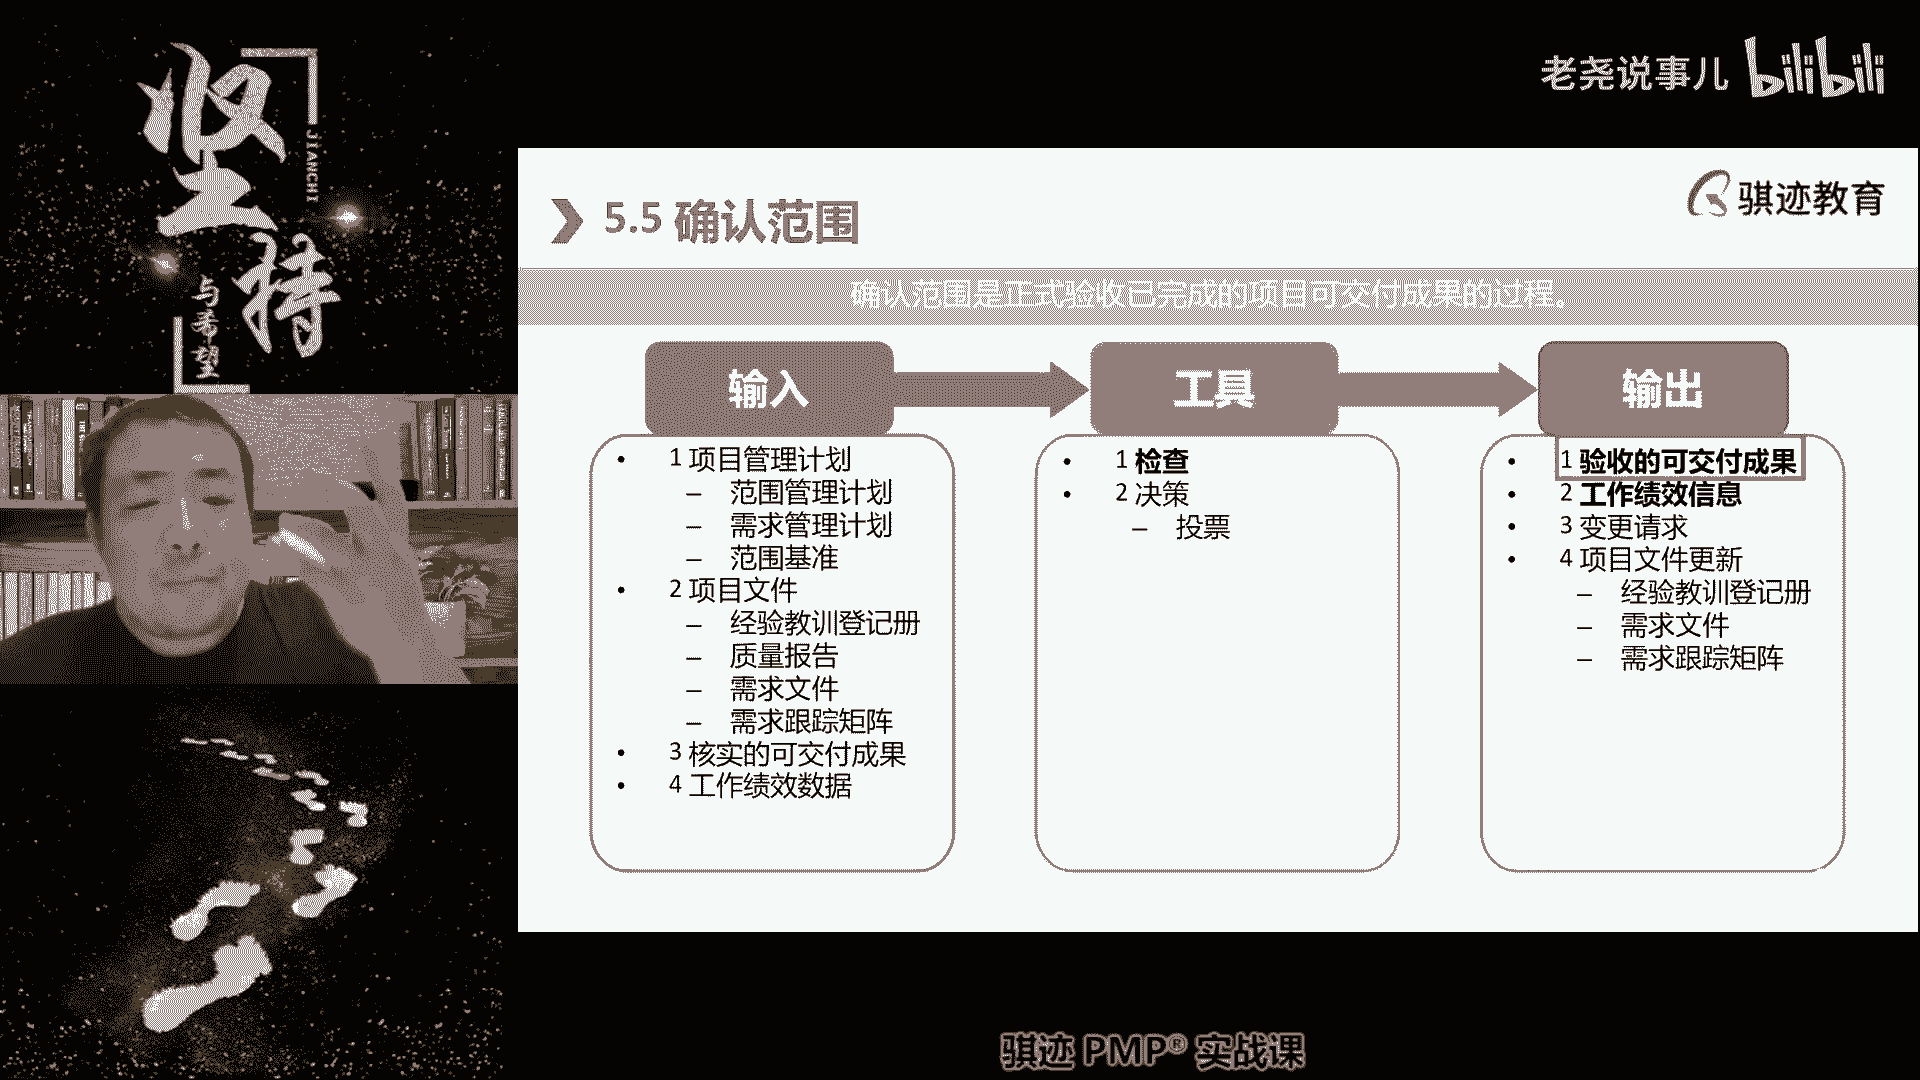 坚持
JIANCHI
与希望
老尧说事儿 bilibili
骐迹教育
5.5 确认范围
确认范围是正式验收已完成的项目可交付成果的过程。
输入
1 项目管理计划
– 范围管理计划
– 需求管理计划
– 范围基准
2 项目文件
– 经验教训登记册
– 质量报告
– 需求文件
– 需求跟踪矩阵
3 核实的可交付成果
4 工作绩效数据
工具
1 检查
2 决策
– 投票
输出
1 验收的可交付成果
2 工作绩效信息
3 变更请求
4 项目文件更新
– 经验教训登记册
– 需求文件
– 需求跟踪矩阵
骐迹 PMP® 实战课